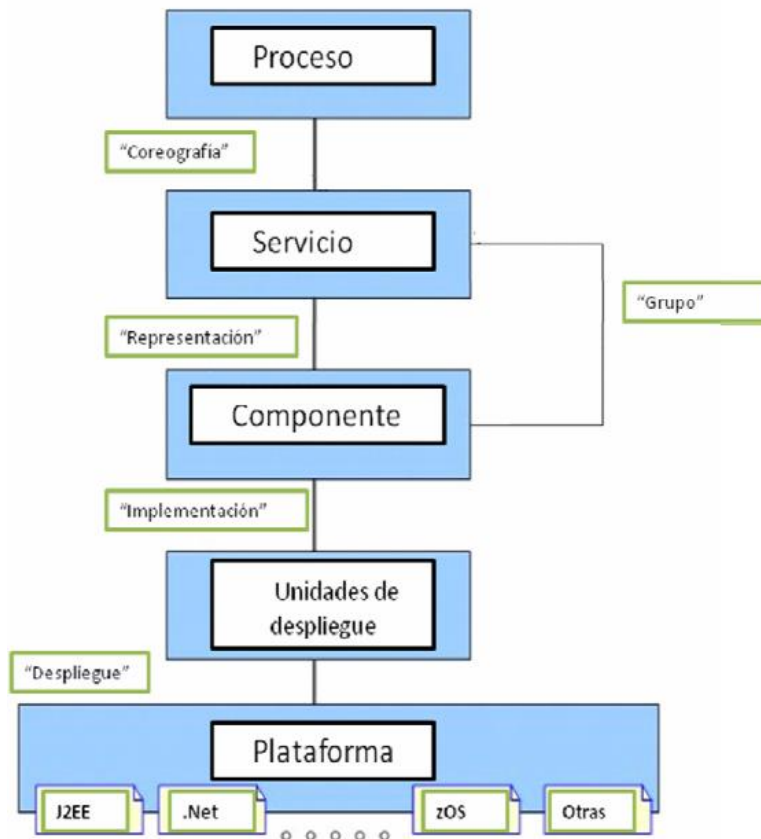 Proceso
“Coreografía”
Servicio
“Grupo”
“Representación”
Componente
“Implementación”
Unidades de
despliegue
“Despliegue”
Plataforma
J2EE
.Net
zOS
Otras